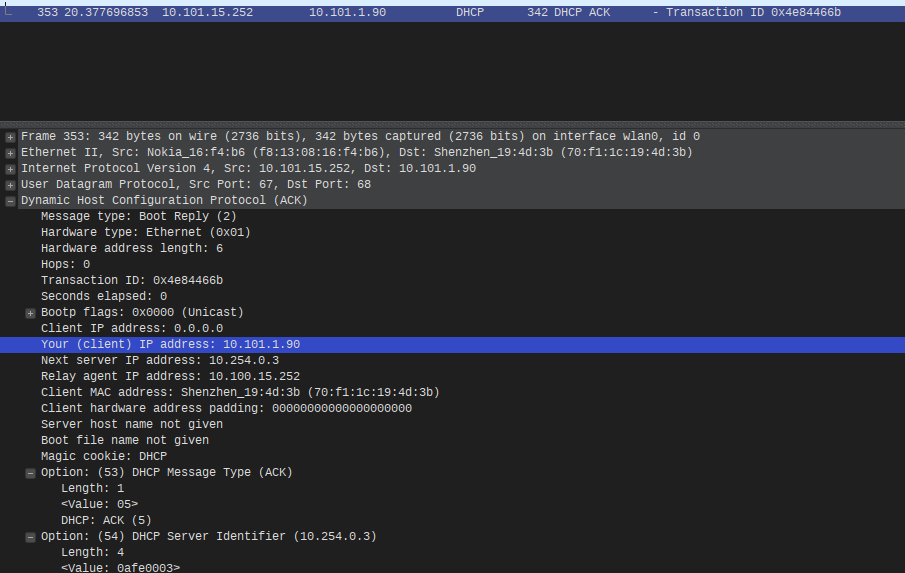 353 20.377696853 10.101.15.252 10.101.1.90 DHCP 342 DHCP ACK - Transaction ID 0x4e84466b
Frame 353: 342 bytes on wire (2736 bits), 342 bytes captured (2736 bits) on interface wlan0, id 0
Ethernet II, Src: Nokia_16:f4:b6 (f8:13:08:16:f4:b6), Dst: Shenzhen_19:4d:3b (70:f1:1c:19:4d:3b)
Internet Protocol Version 4, Src: 10.101.15.252, Dst: 10.101.1.90
User Datagram Protocol, Src Port: 67, Dst Port: 68
Dynamic Host Configuration Protocol (ACK)
Message type: Boot Reply (2)
Hardware type: Ethernet (0x01)
Hardware address length: 6
Hops: 0
Transaction ID: 0x4e84466b
Seconds elapsed: 0
Bootp flags: 0x0000 (Unicast)
Client IP address: 0.0.0.0
Your (client) IP address: 10.101.1.90
Next server IP address: 10.254.0.3
Relay agent IP address: 10.100.15.252
Client MAC address: Shenzhen_19:4d:3b (70:f1:1c:19:4d:3b)
Client hardware address padding: 00000000000000000000
Server host name not given
Boot file name not given
Magic cookie: DHCP
Option: (53) DHCP Message Type (ACK)
Length: 1
<Value: 05>
DHCP: ACK (5)
Option: (54) DHCP Server Identifier (10.254.0.3)
Length: 4
<Value: 0afe0003>